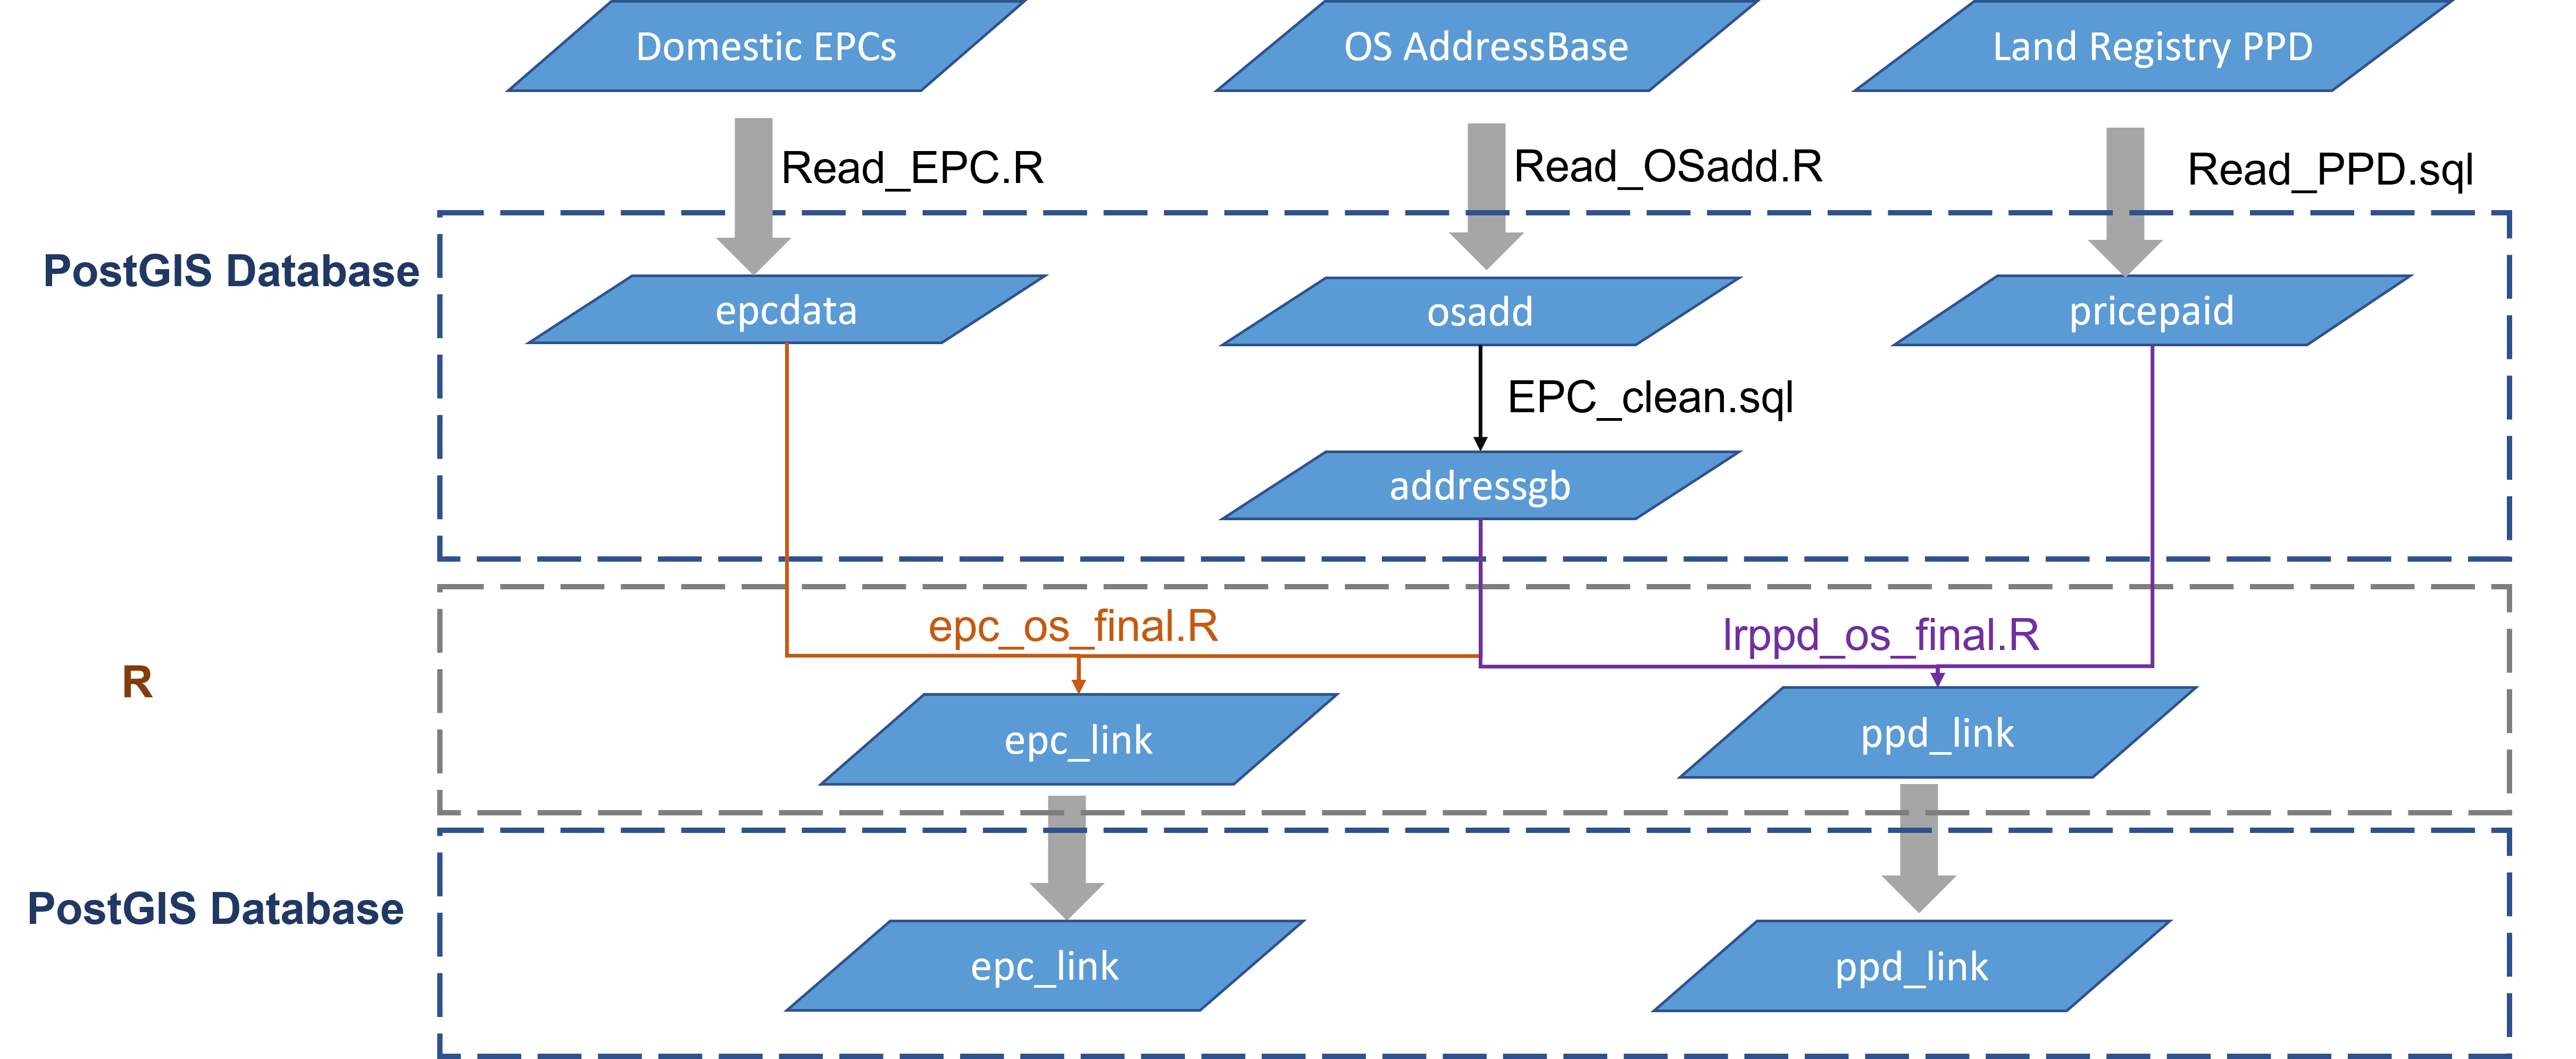 Domestic EPCs
OS AddressBase
Land Registry PPD
Read_EPC.R
Read_OSadd.R
Read_PPD.sql
PostGIS Database
epcdata
osadd
pricepaid
EPC_clean.sql
addressgb
R
epc_os_final.R
lrppd_os_final.R
epc_link
ppd_link
PostGIS Database
epc_link
ppd_link